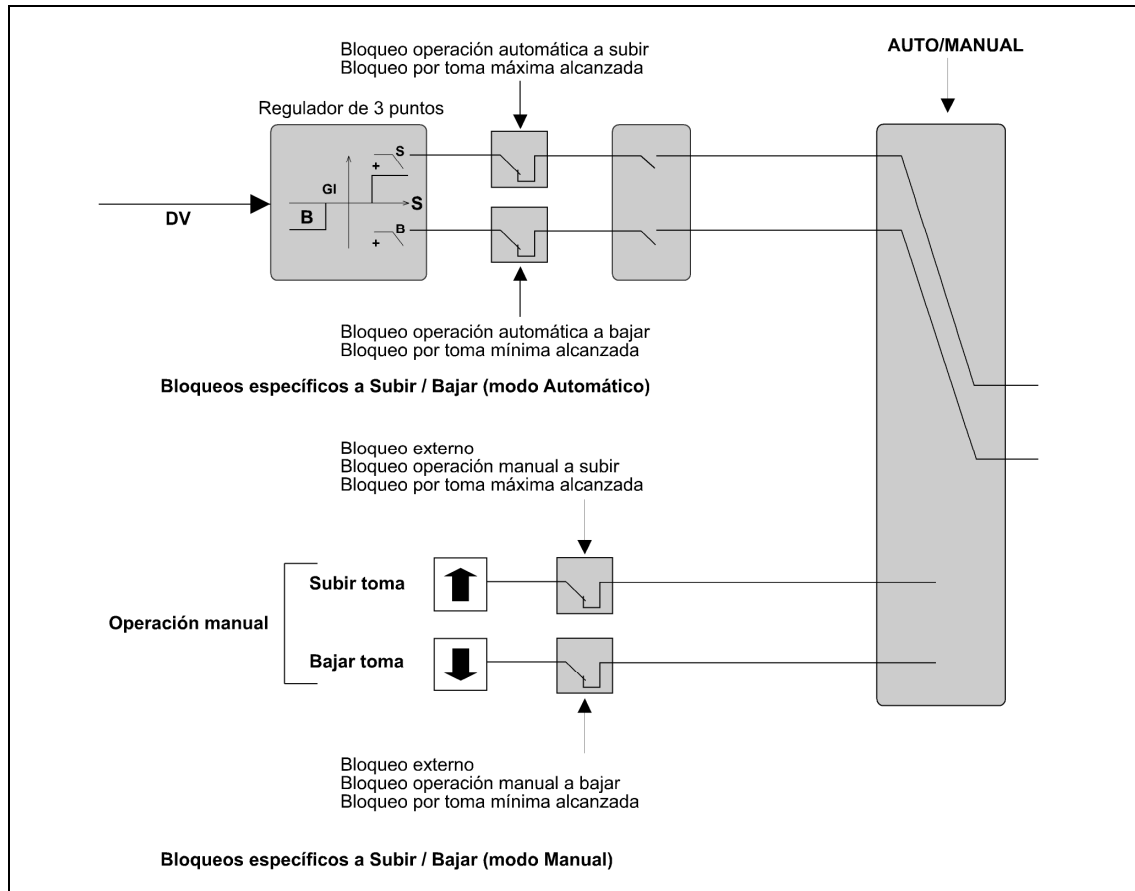 Bloqueo operación automática a subir
Bloqueo por toma máxima alcanzada
AUTO/MANUAL
Regulador de 3 puntos
S
+
GI
B
S
B
+
DV
Bloqueo operación automática a bajar
Bloqueo por toma mínima alcanzada
Bloqueos específicos a Subir / Bajar (modo Automático)
Bloqueo externo
Bloqueo operación manual a subir
Bloqueo por toma máxima alcanzada
Subir toma
Operación manual
Bajar toma
Bloqueo externo
Bloqueo operación manual a bajar
Bloqueo por toma mínima alcanzada
Bloqueos específicos a Subir / Bajar (modo Manual)